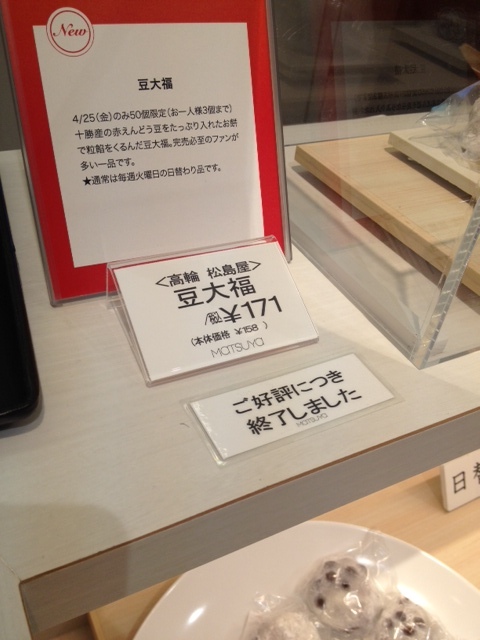 New
豆大福
4/25(金)のみ50個限定(お一人様3個まで)
十勝産の赤えんどう豆をたっぷり入れたお餅
で粒餡をくるんだ豆大福。完売必至のファンが
多い一品です。
★通常は毎週火曜日の日替わり品です。
<高輪 松島屋>
豆大福
/税込¥171
(本体価格 ¥158 )
MATSUYA
ご好評につき
終了しました
MATSUYA
日替